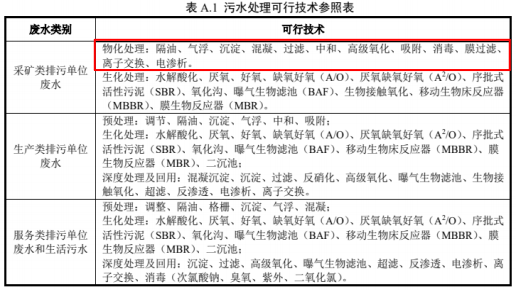 表 A.1 污水处理可行技术参照表
废水类别
可行技术
采矿类排污单位
废水
物化处理：隔油、气浮、沉淀、混凝、过滤、中和、高级氧化、吸附、消毒、膜过滤、
离子交换、电渗析。
生化处理：水解酸化、厌氧、好氧、缺氧好氧（A/O）、厌氧缺氧好氧（A²/O）、序批式
活性污泥（SBR）、氧化沟、曝气生物滤池（BAF）、生物接触氧化、移动生物床反应器
（MBBR）、膜生物反应器（MBR）。
生产类排污单位
废水
预处理：调节、隔油、沉淀、气浮、中和、吸附；
生化处理：水解酸化、厌氧、好氧、缺氧好氧（A/O）、厌氧缺氧好氧（A²/O）、序批式
活性污泥（SBR）、氧化沟、曝气生物滤池（BAF）、移动生物床反应器（MBBR）、膜
生物反应器（MBR）、二沉池；
深度处理及回用：混凝沉淀、沉淀、过滤、反硝化、高级氧化、曝气生物滤池、生物接
触氧化、超滤、反渗透、电渗析、离子交换。
服务类排污单位
废水和生活污水
预处理：调整、隔油、格栅、沉淀、气浮、混凝；
生化处理：水解酸化、厌氧、好氧、缺氧好氧（A/O）、厌氧缺氧好氧（A²/O）、序批式
活性污泥（SBR）、氧化沟、曝气生物滤池（BAF）、移动生物床反应器（MBBR）、膜
生物反应器（MBR）、二沉池；
深度处理及回用：沉淀、过滤、高级氧化、曝气生物滤池、超滤、反渗透、电渗析、离
子交换、消毒（次氯酸钠、臭氧、紫外、二氧化氯）。